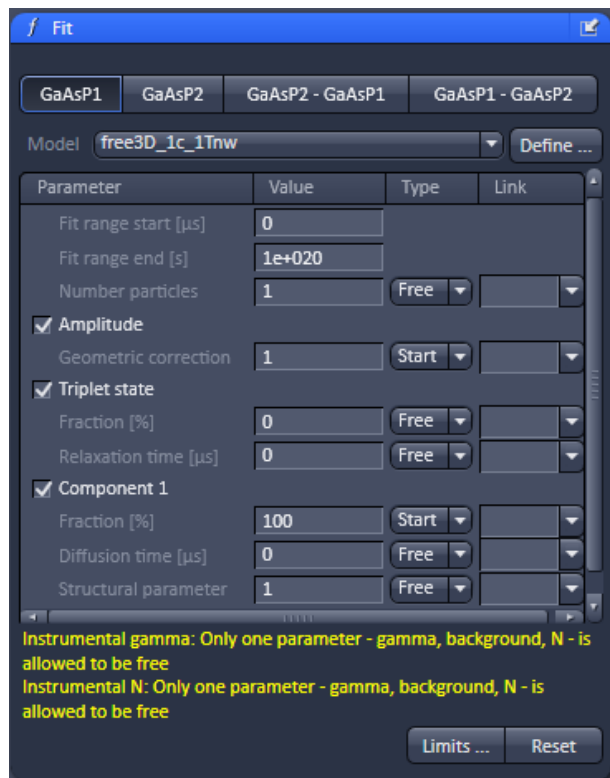 f Fit
GaAsP1 GaAsP2 GaAsP2 - GaAsP1 GaAsP1 - GaAsP2
Model free3D_1c_1Tnw Define ...
Parameter Value Type Link
Fit range start [µs] 0
Fit range end [s] 1e+020
Number particles 1 Free
Amplitude
Geometric correction 1 Start
Triplet state
Fraction [%] 0 Free
Relaxation time [µs] 0 Free
Component 1
Fraction [%] 100 Start
Diffusion time [µs] 0 Free
Structural parameter 1 Free
Instrumental gamma: Only one parameter - gamma, background, N - is
allowed to be free
Instrumental N: Only one parameter - gamma, background, N - is
allowed to be free
Limits ... Reset